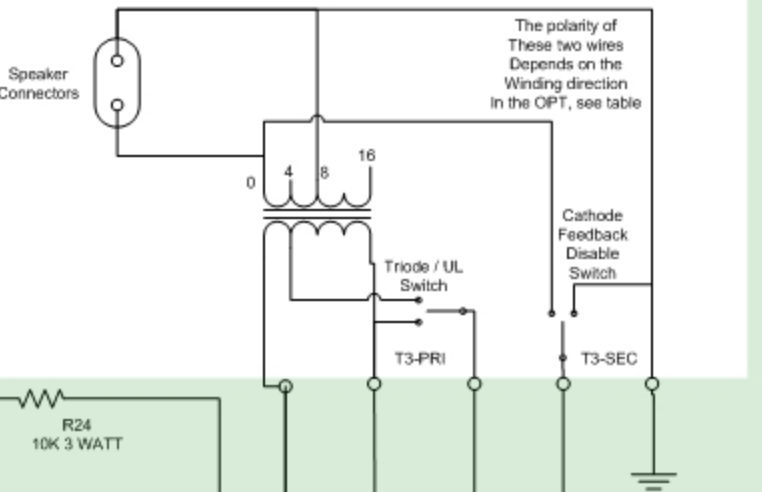 The polarity of
These two wires
Depends on the
Winding direction
In the OPT, see table
Speaker
Connectors
0
4
8
16
Cathode
Feedback
Disable
Switch
Triode / UL
Switch
T3-PRI
T3-SEC
R24
10K 3 WATT